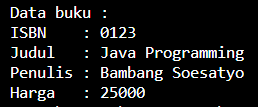 Data buku :
ISBN    : 0123
Judul   : Java Programming
Penulis : Bambang Soesatyo
Harga   : 25000